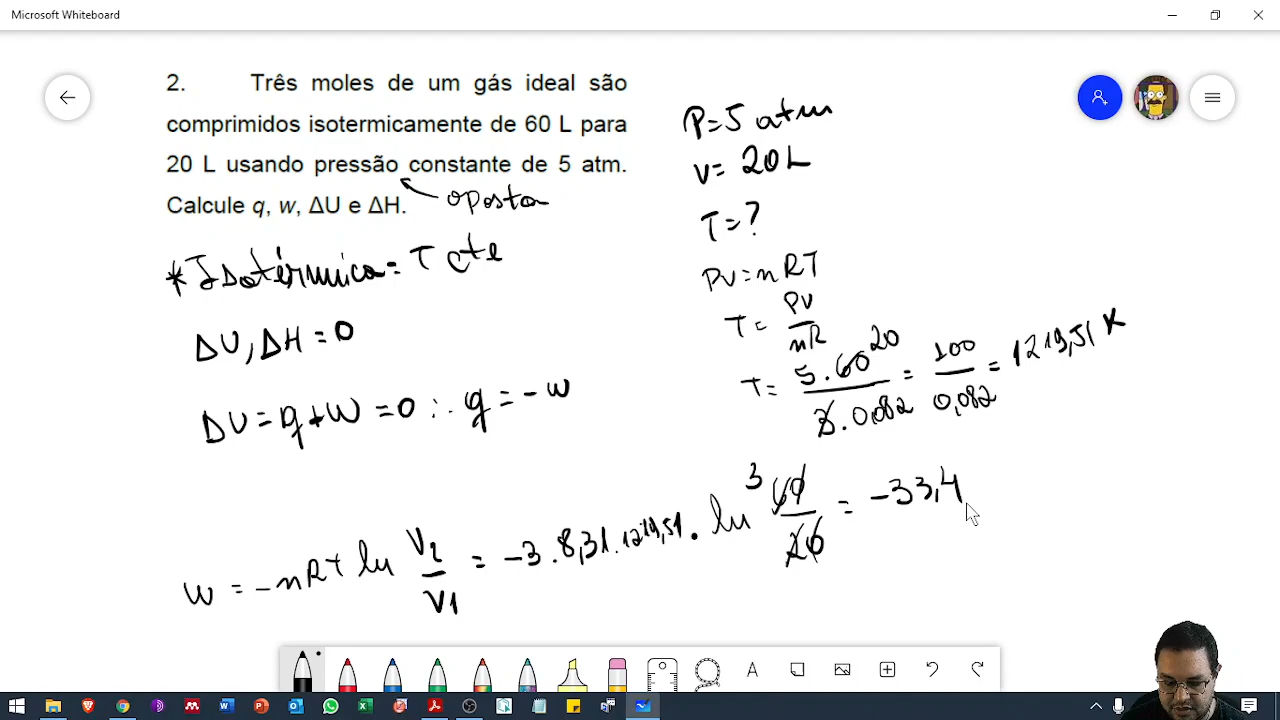 Microsoft Whiteboard
2. Três moles de um gás ideal são
comprimidos isotermicamente de 60 L para
20 L usando pressão constante de 5 atm.
oposta
Calcule q, w, ΔU e ΔH.
* Isotérmica = T cte
ΔU, ΔH = 0
ΔU = q + w = 0 ∴ q = -w
P = 5 atm
V = 20 L
T = ?
PV = nRT
T = PV/nR
T = 5.60 20/3.0,082 = 100/0,082 = 1219,51 K
w = -nRT ln V2/V1 = -3.8,31.1219,51. ln 3 60/20 = -33,4
A